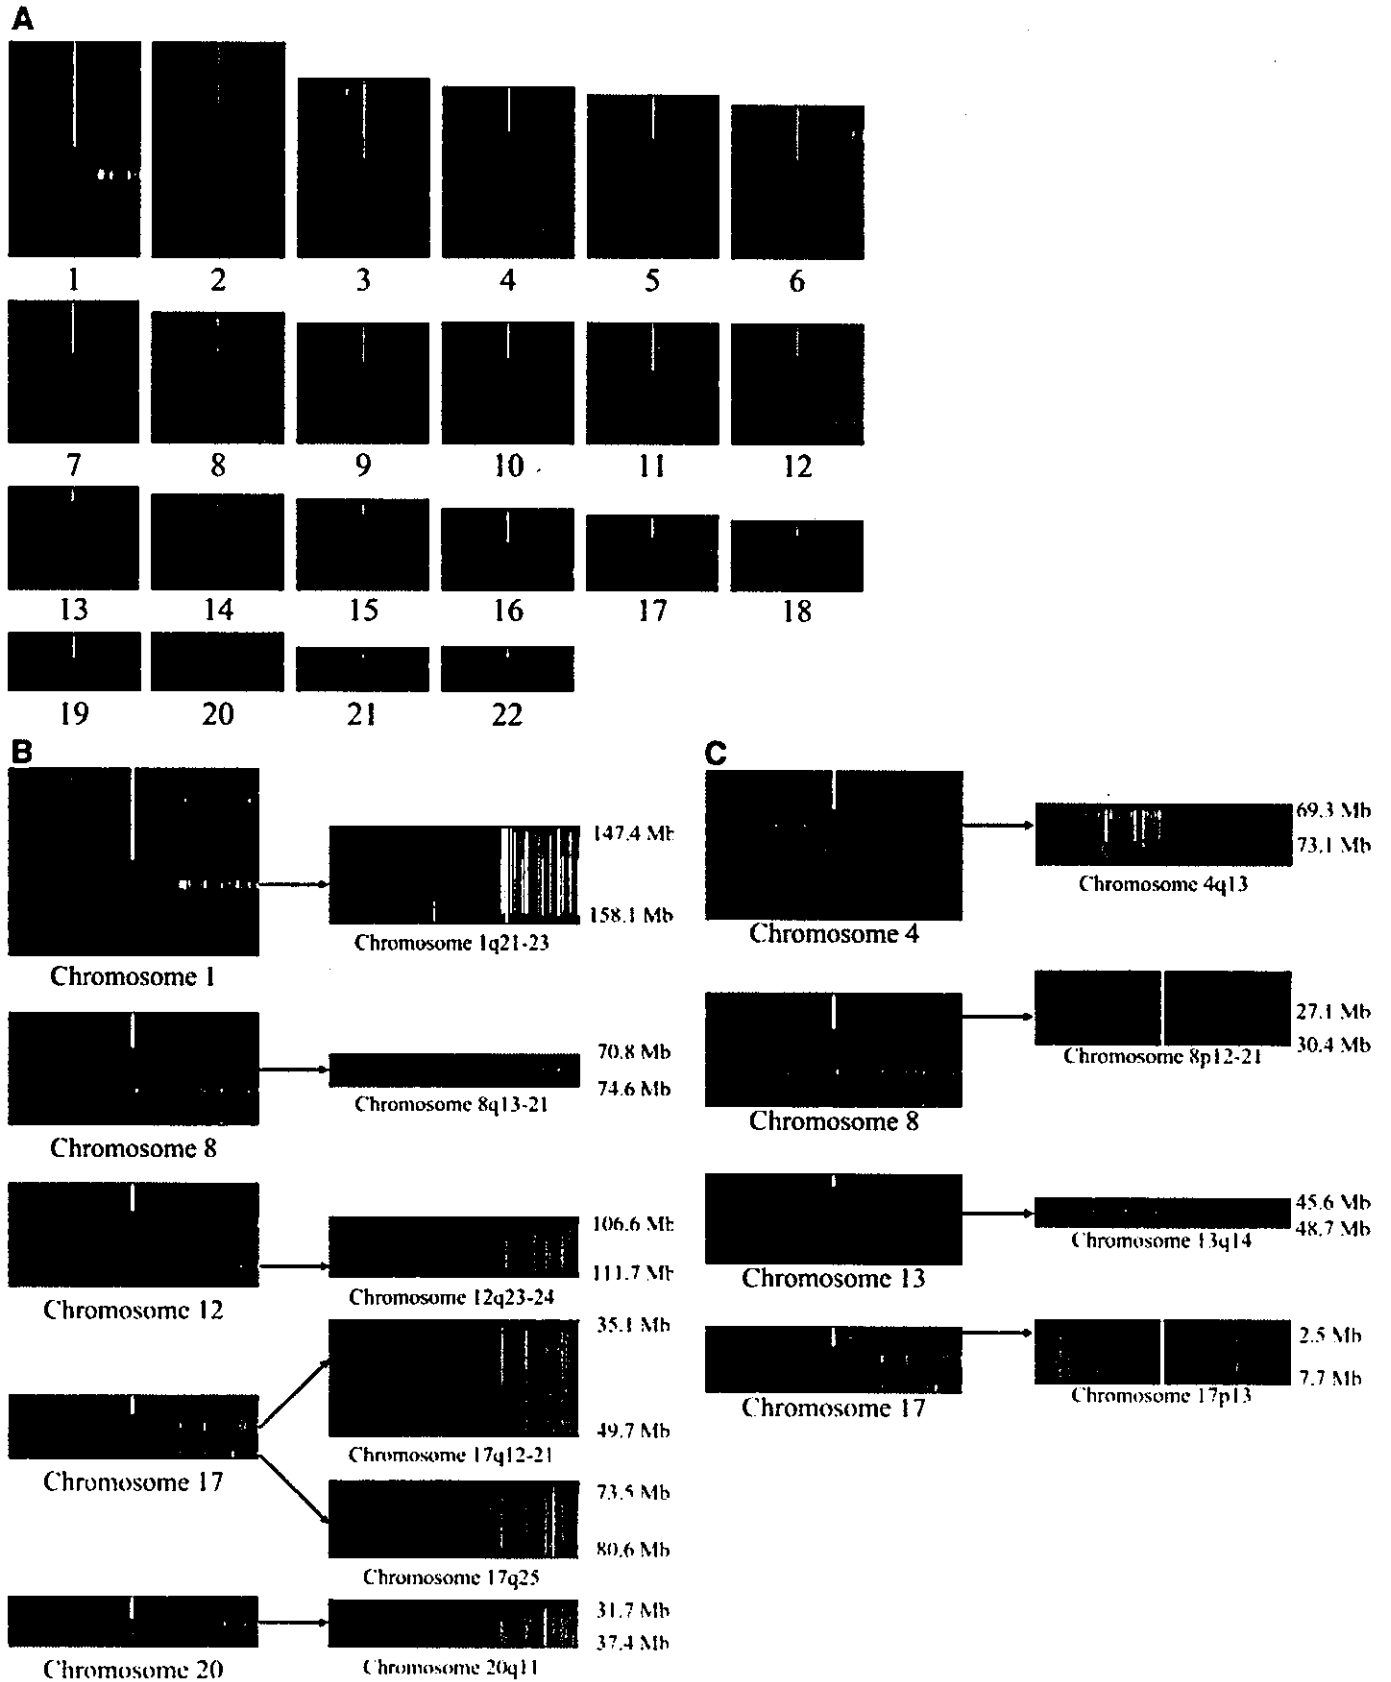 A
1 2 3 4 5 6
7 8 9 10 11 12
13 14 15 16 17 18
19 20 21 22
B
147.4 Mb
158.1 Mb
Chromosome 1q21-23
Chromosome 1
70.8 Mb
74.6 Mb
Chromosome 8q13-21
Chromosome 8
106.6 Mb
111.7 Mb
Chromosome 12q23-24
Chromosome 12
35.1 Mb
49.7 Mb
Chromosome 17q12-21
Chromosome 17
73.5 Mb
80.6 Mb
Chromosome 17q25
31.7 Mb
37.4 Mb
Chromosome 20q11
Chromosome 20
C
69.3 Mb
73.1 Mb
Chromosome 4q13
Chromosome 4
27.1 Mb
30.4 Mb
Chromosome 8p12-21
Chromosome 8
45.6 Mb
48.7 Mb
Chromosome 13q14
Chromosome 13
2.5 Mb
7.7 Mb
Chromosome 17p13
Chromosome 17